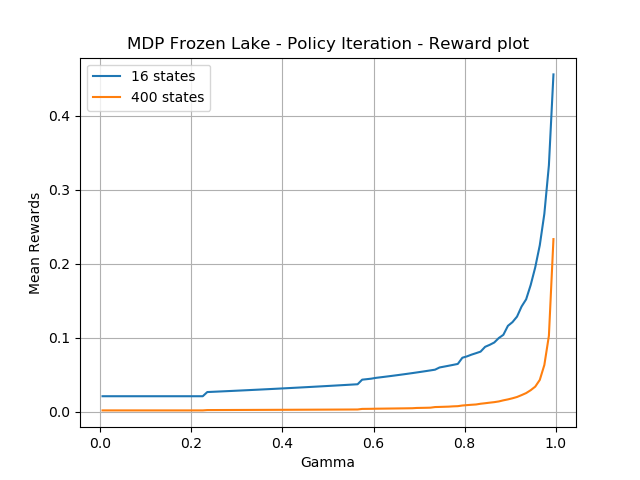 MDP Frozen Lake - Policy Iteration - Reward plot
16 states
400 states
Mean Rewards
0.4
0.3
0.2
0.1
0.0
0.0 0.2 0.4 0.6 0.8 1.0
Gamma